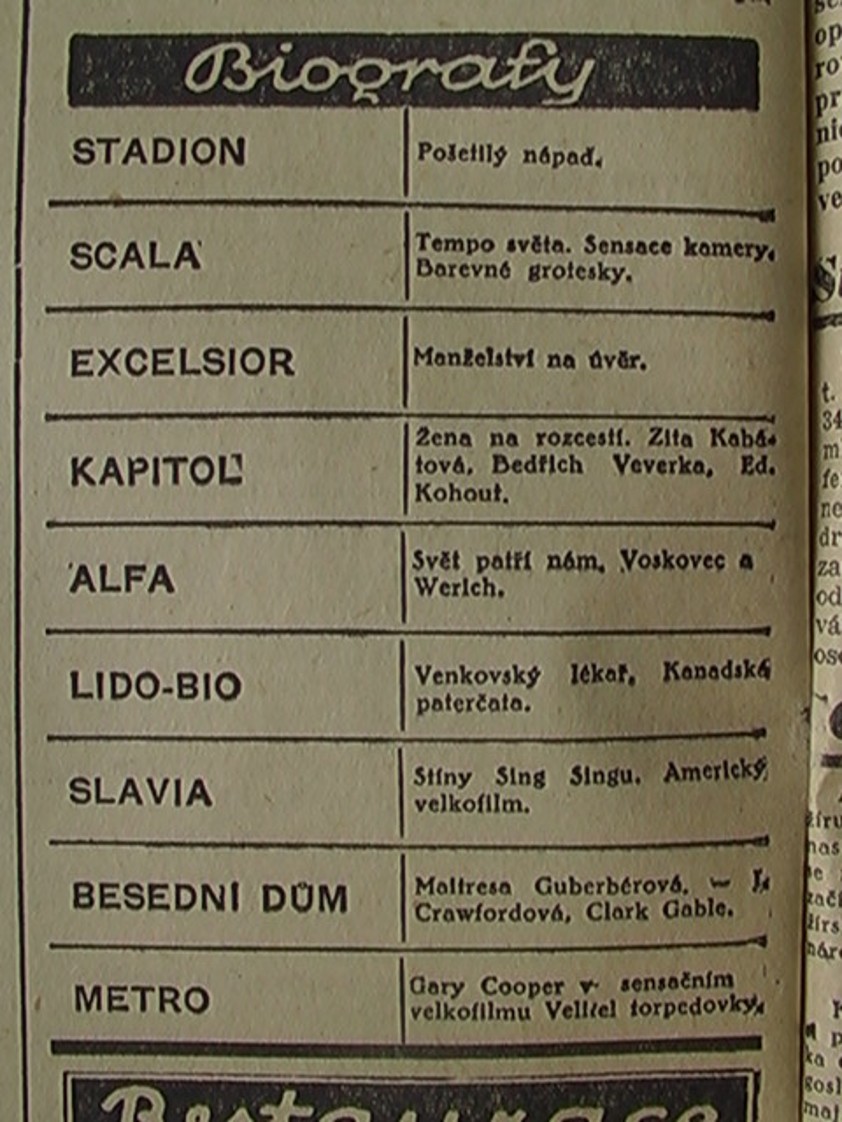 Biografy
STADION
Pošetilý nápad.
SCALA
Tempo světa. Sensace kamery.
Barevné grotesky.
EXCELSIOR
Manželství na úvěr.
KAPITOL
Žena na rozcestí. Zita Kabá-
tová, Bedřich Veverka, Ed.
Kohout.
ALFA
Svět patří nám. Voskovec a
Werich.
LIDO-BIO
Venkovský lékař, Kanadská
paterčata.
SLAVIA
Stíny Sing Singu. Americký
velkofilm.
BESEDNÍ DŮM
Maitresa Guberbérová. — J.
Crawfordová, Clark Gable.
METRO
Gary Cooper v sensačním
velkofilmu Velitel torpedovky.
Restaurace